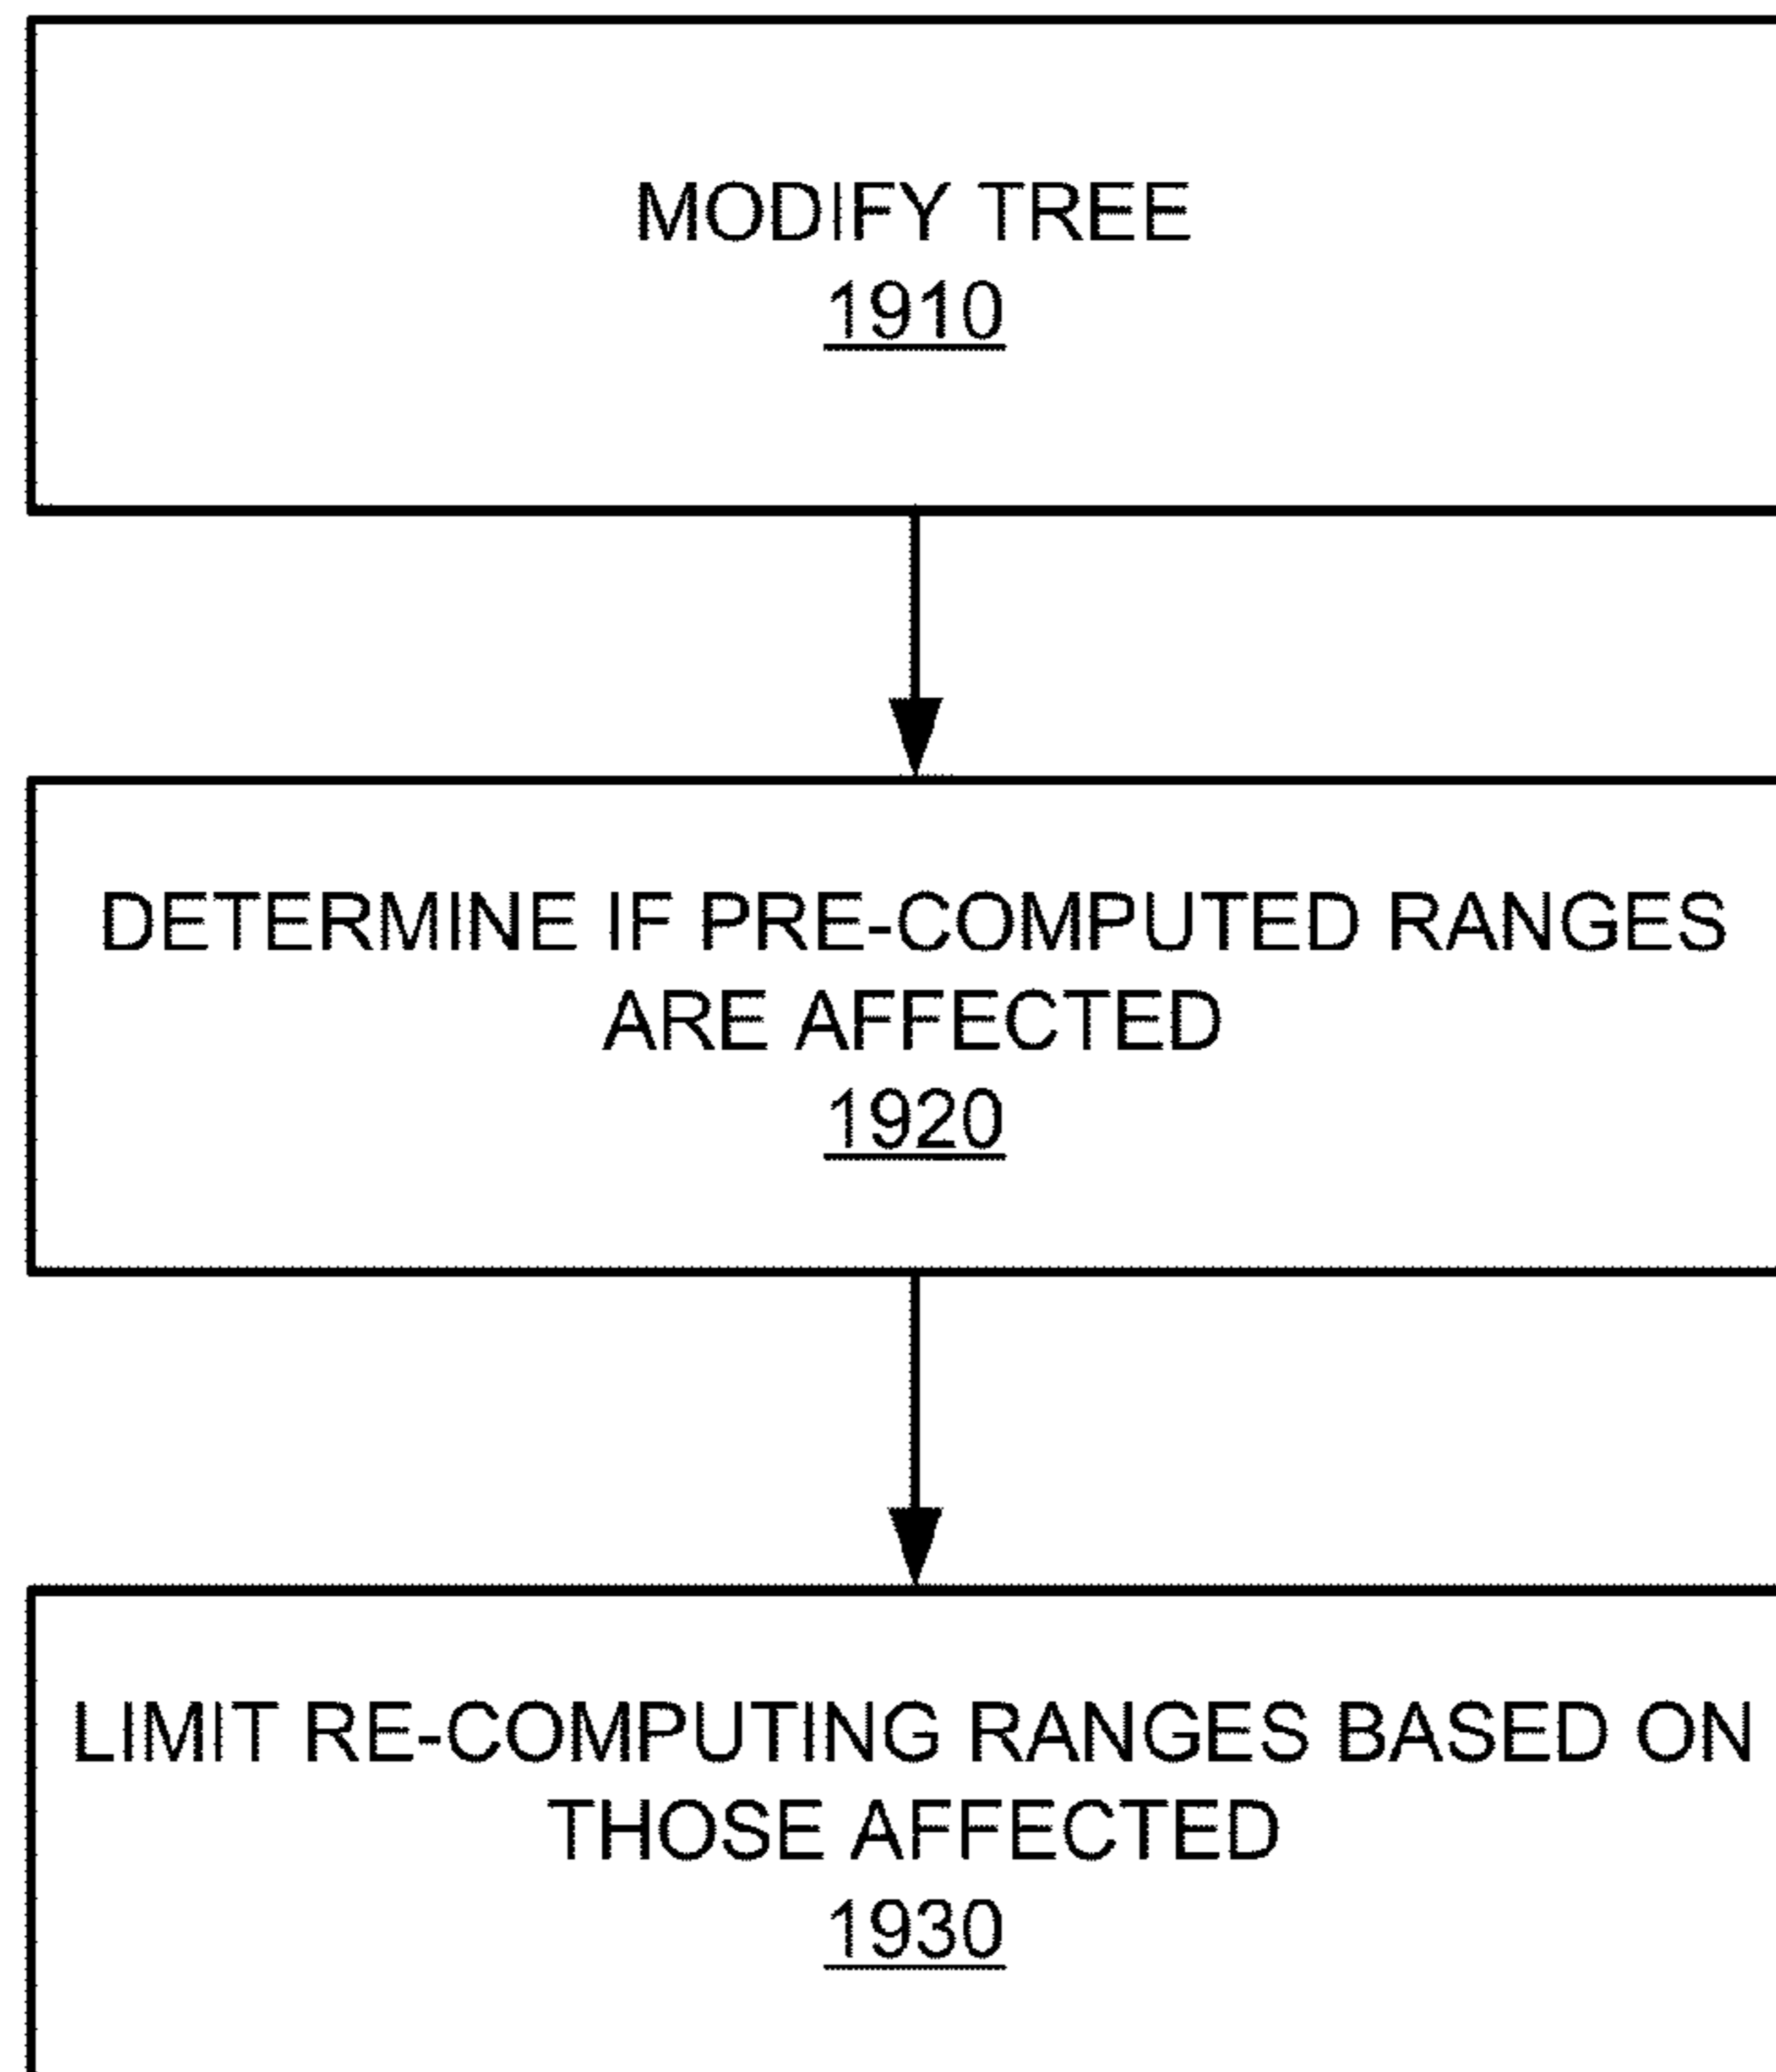 MODIFY TREE
1910
DETERMINE IF PRE-COMPUTED RANGES
ARE AFFECTED
1920
LIMIT RE-COMPUTING RANGES BASED ON
THOSE AFFECTED
1930